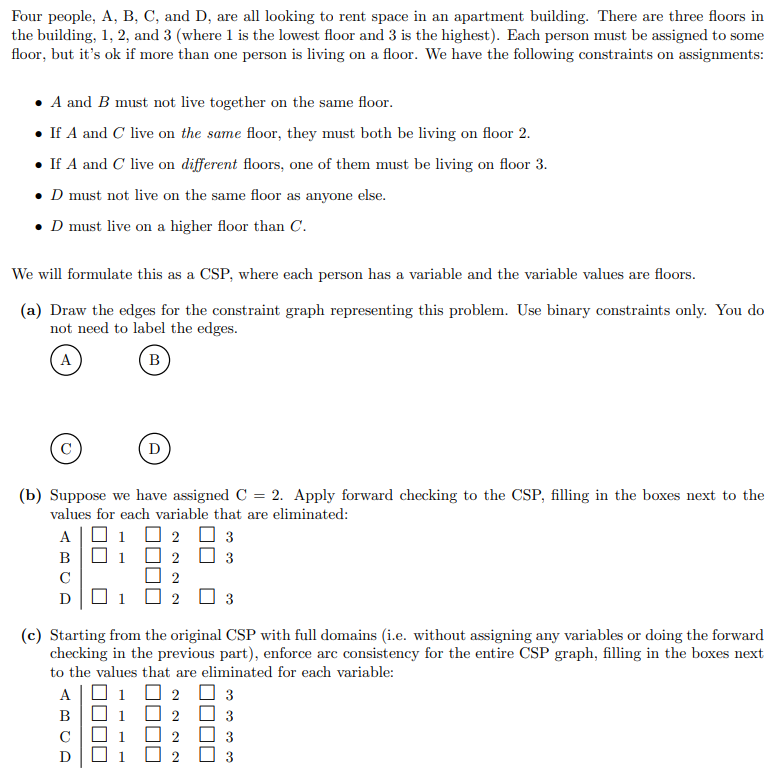 Four people, A, B, C, and D, are all looking to rent space in an apartment building. There are three floors in
the building, 1, 2, and 3 (where 1 is the lowest floor and 3 is the highest). Each person must be assigned to some
floor, but it's ok if more than one person is living on a floor. We have the following constraints on assignments:
• A and B must not live together on the same floor.
• If A and C live on the same floor, they must both be living on floor 2.
• If A and C live on different floors, one of them must be living on floor 3.
• D must not live on the same floor as anyone else.
• D must live on a higher floor than C.
We will formulate this as a CSP, where each person has a variable and the variable values are floors.
(a) Draw the edges for the constraint graph representing this problem. Use binary constraints only. You do
not need to label the edges.
A B
C D
(b) Suppose we have assigned C = 2. Apply forward checking to the CSP, filling in the boxes next to the
values for each variable that are eliminated:
A | □ 1 □ 2 □ 3
B | □ 1 □ 2 □ 3
C | □ 2
D | □ 1 □ 2 □ 3
(c) Starting from the original CSP with full domains (i.e. without assigning any variables or doing the forward
checking in the previous part), enforce arc consistency for the entire CSP graph, filling in the boxes next
to the values that are eliminated for each variable:
A | □ 1 □ 2 □ 3
B | □ 1 □ 2 □ 3
C | □ 1 □ 2 □ 3
D | □ 1 □ 2 □ 3